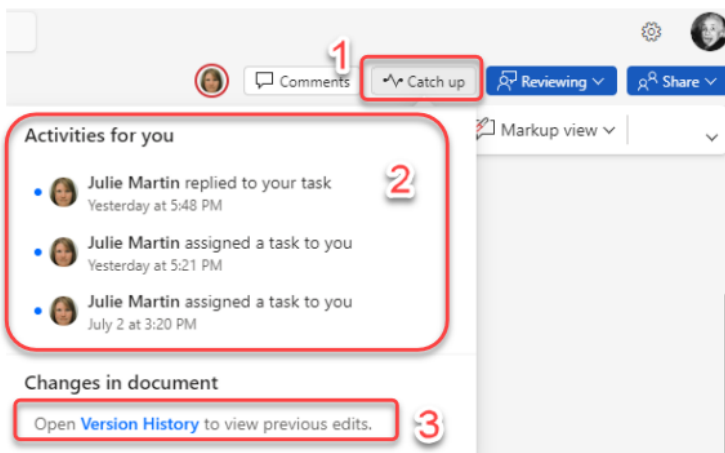 1
Comments
Catch up
Reviewing
Share
Markup view
Activities for you
2
Julie Martin replied to your task
Yesterday at 5:48 PM
Julie Martin assigned a task to you
Yesterday at 5:21 PM
Julie Martin assigned a task to you
July 2 at 3:20 PM
Changes in document
Open Version History to view previous edits.
3